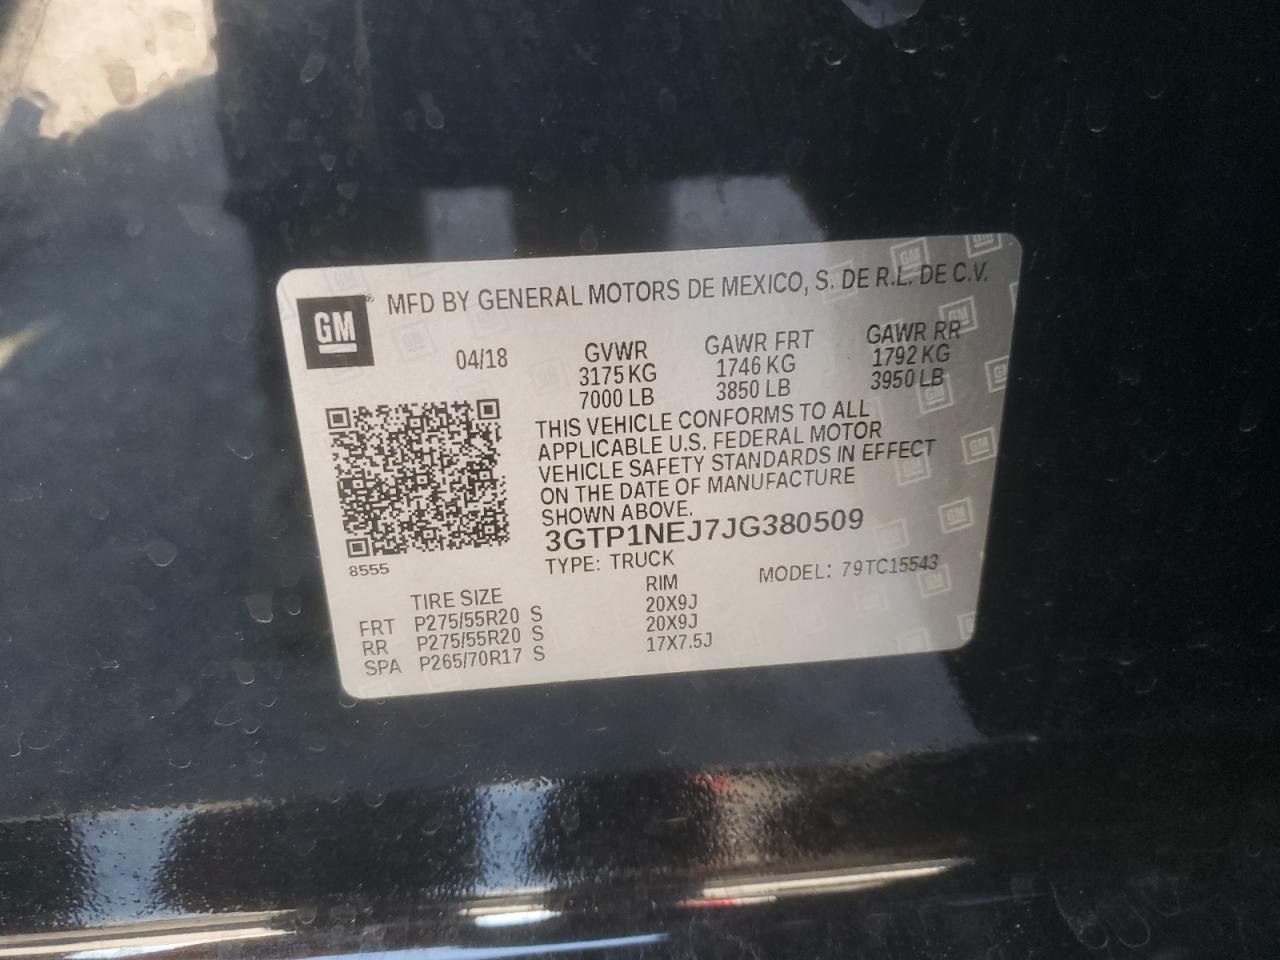 GM
MFD BY GENERAL MOTORS DE MEXICO, S. DE R.L. DE C.V.
04/18
GVWR GAWR FRT GAWR RR
3175 KG 1746 KG 1792 KG
7000 LB 3850 LB 3950 LB
THIS VEHICLE CONFORMS TO ALL
APPLICABLE U.S. FEDERAL MOTOR
VEHICLE SAFETY STANDARDS IN EFFECT
ON THE DATE OF MANUFACTURE
SHOWN ABOVE.
3GTP1NEJ7JG380509
8555
TYPE: TRUCK MODEL: 79TC15543
TIRE SIZE RIM
FRT P275/55R20 S 20X9J
RR P275/55R20 S 20X9J
SPA P265/70R17 S 17X7.5J